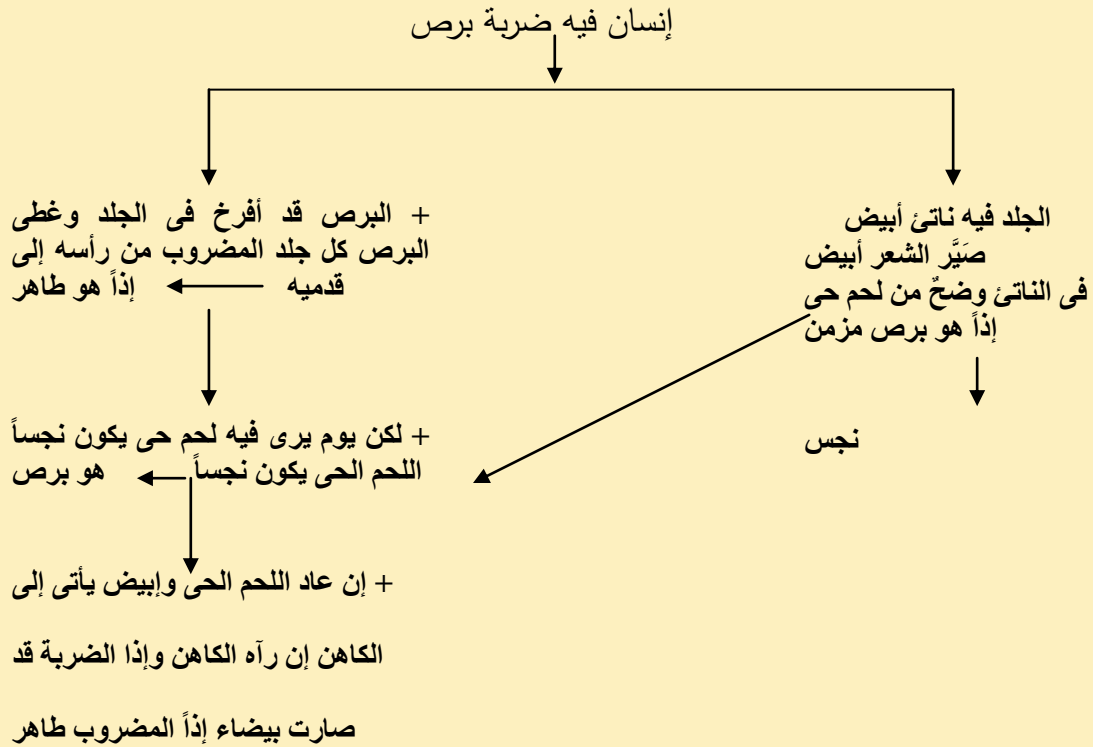 إنسان فيه ضربة برص
الجلد فيه ناتئ أبيض
صَيَّر الشعر أبيض
فى الناتئ وضحٌ من لحم حى
إذاً هو برص مزمن
نجس
+ البرص قد أفرخ فى الجلد وغطى
البرص كل جلد المضروب من رأسه إلى
قدميه إذاً هو طاهر
+ لكن يوم يرى فيه لحم حى يكون نجساً
اللحم الحى يكون نجساً هو برص
+ إن عاد اللحم الحى وإبيض يأتى إلى
الكاهن إن رآه الكاهن وإذا الضربة قد
صارت بيضاء إذاً المضروب طاهر